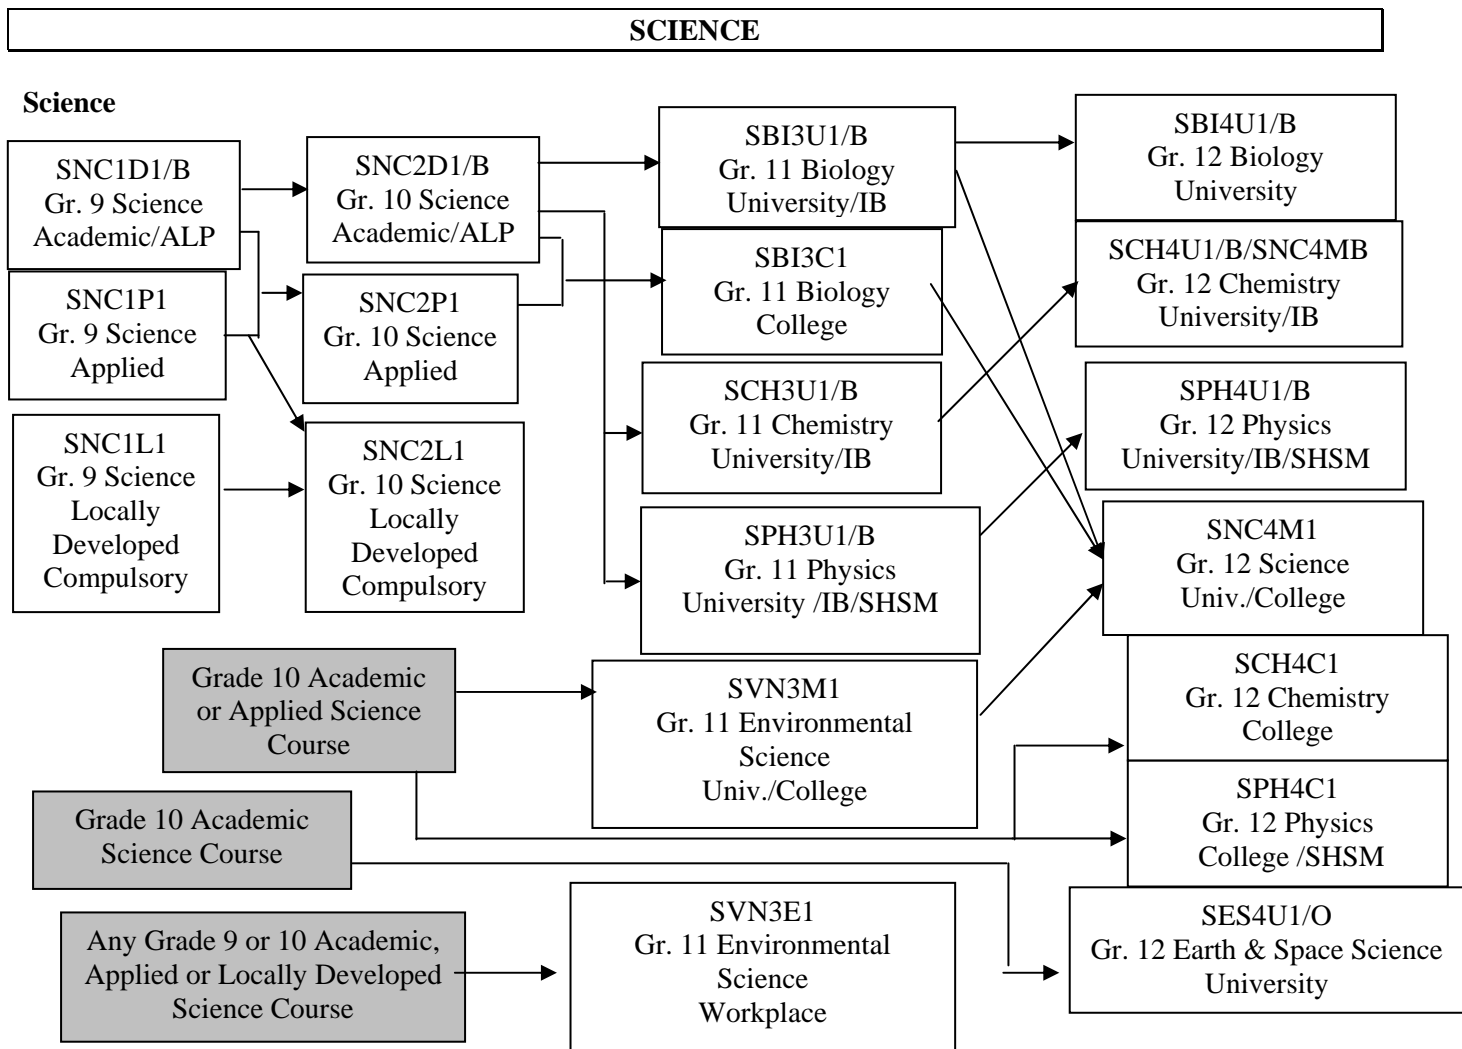 SCIENCE
Science
SNC1D1/B
Gr. 9 Science
Academic/ALP
SNC1P1
Gr. 9 Science
Applied
SNC1L1
Gr. 9 Science
Locally
Developed
Compulsory
SNC2D1/B
Gr. 10 Science
Academic/ALP
SNC2P1
Gr. 10 Science
Applied
SNC2L1
Gr. 10 Science
Locally
Developed
Compulsory
SBI3U1/B
Gr. 11 Biology
University/IB
SBI3C1
Gr. 11 Biology
College
SCH3U1/B
Gr. 11 Chemistry
University/IB
SPH3U1/B
Gr. 11 Physics
University /IB/SHSM
SBI4U1/B
Gr. 12 Biology
University
SCH4U1/B/SNC4MB
Gr. 12 Chemistry
University/IB
SPH4U1/B
Gr. 12 Physics
University/IB/SHSM
SNC4M1
Gr. 12 Science
Univ./College
Grade 10 Academic
or Applied Science
Course
SVN3M1
Gr. 11 Environmental
Science
Univ./College
SCH4C1
Gr. 12 Chemistry
College
SPH4C1
Gr. 12 Physics
College /SHSM
Grade 10 Academic
Science Course
SES4U1/O
Gr. 12 Earth & Space Science
University
Any Grade 9 or 10 Academic,
Applied or Locally Developed
Science Course
SVN3E1
Gr. 11 Environmental
Science
Workplace